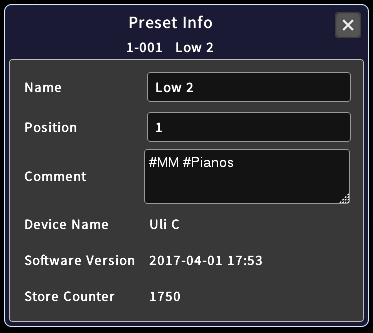 Preset Info
1-001 Low 2
Name Low 2
Position 1
Comment #MM #Pianos
Device Name Uli C
Software Version 2017-04-01 17:53
Store Counter 1750